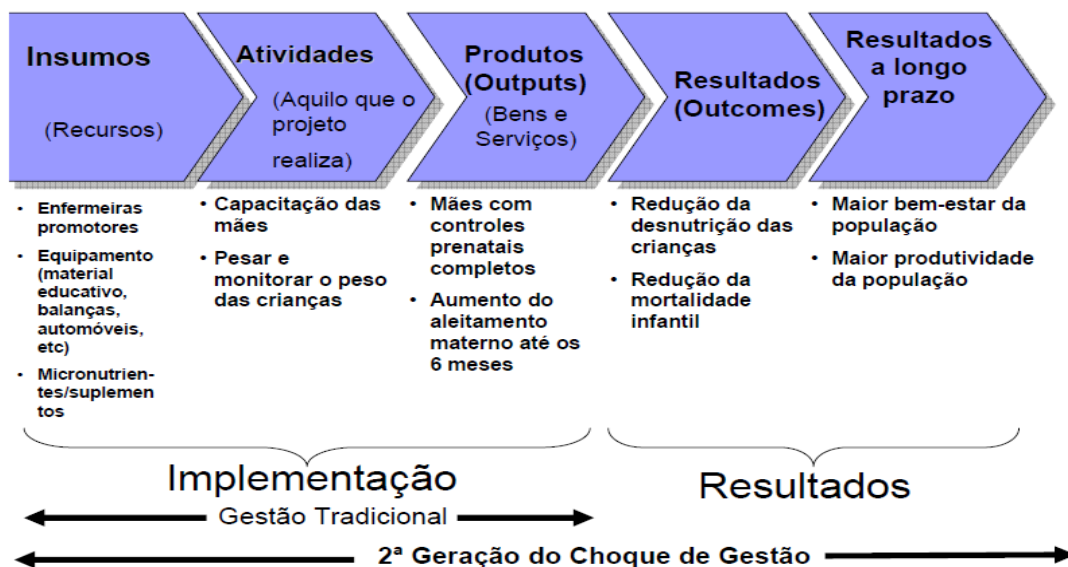 Insumos
(Recursos)
Atividades
(Aquilo que o
projeto
realiza)
Produtos
(Outputs)
(Bens e
Serviços)
Resultados
(Outcomes)
Resultados
a longo
prazo
• Enfermeiras
promotores
• Equipamento
(material
educativo,
balanças,
automóveis,
etc)
• Micronutrien-
tes/suplemen
tos
• Capacitação das
mães
• Pesar e
monitorar o peso
das crianças
• Mães com
controles
prenatais
completos
• Aumento do
aleitamento
materno até os
6 meses
• Redução da
desnutrição das
crianças
• Redução da
mortalidade
infantil
• Maior bem-estar da
população
• Maior produtividade
da população
Implementação
Resultados
Gestão Tradicional
2ª Geração do Choque de Gestão